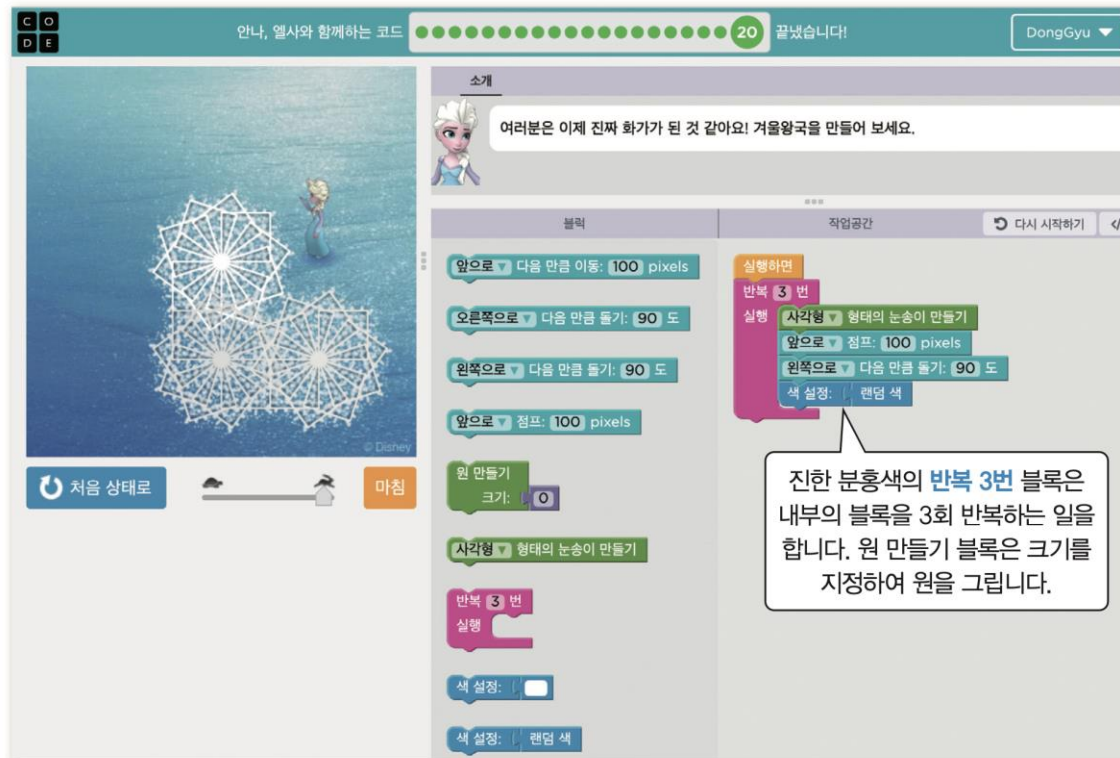 C O
D E
안나, 엘사와 함께하는 코드
20
끝냈습니다!
DongGyu
© Disney
처음 상태로
마침
소개
여러분은 이제 진짜 화가가 된 것 같아요! 겨울왕국을 만들어 보세요.
블럭
앞으로 다음 만큼 이동: 100 pixels
오른쪽으로 다음 만큼 돌기: 90 도
왼쪽으로 다음 만큼 돌기: 90 도
앞으로 점프: 100 pixels
원 만들기
크기: 0
사각형 형태의 눈송이 만들기
반복 3 번
실행
색 설정:
색 설정: 랜덤 색
작업공간
다시 시작하기
</
실행하면
반복 3 번
실행 사각형 형태의 눈송이 만들기
앞으로 점프: 100 pixels
왼쪽으로 다음 만큼 돌기: 90 도
색 설정: 랜덤 색
진한 분홍색의 반복 3번 블록은
내부의 블록을 3회 반복하는 일을
합니다. 원 만들기 블록은 크기를
지정하여 원을 그립니다.